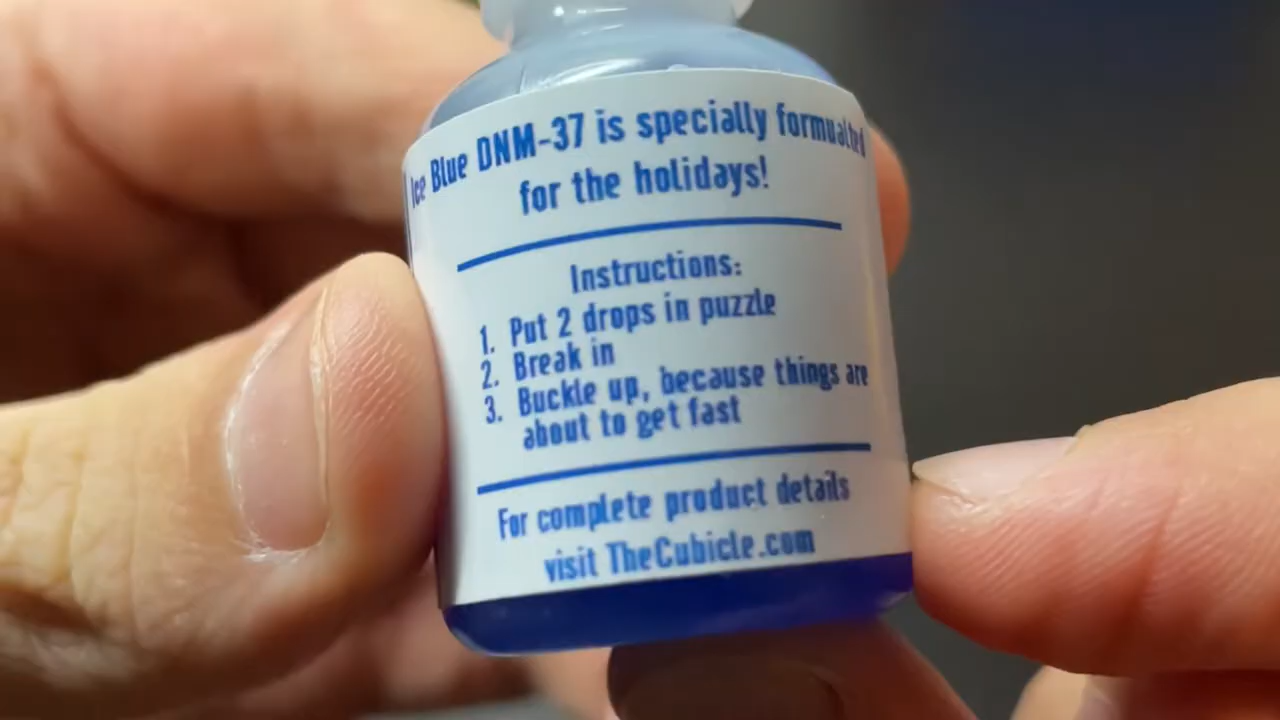 Ice Blue DNM-37 is specially formualted
for the holidays!
Instructions:
1. Put 2 drops in puzzle
2. Break in
3. Buckle up, because things are
about to get fast
For complete product details
visit TheCubicle.com